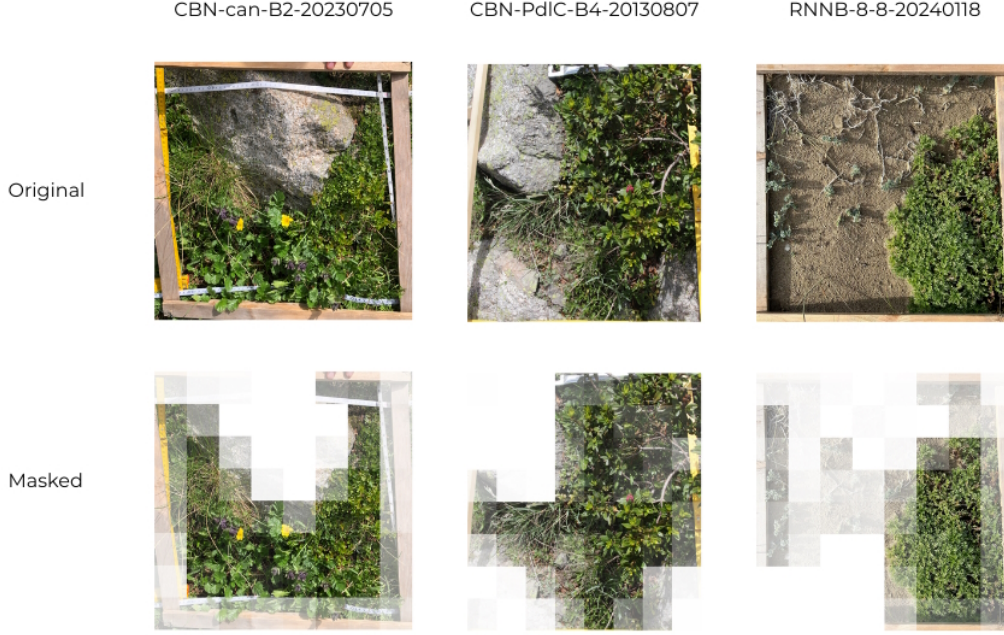 CBN-can-B2-20230705
CBN-PdlC-B4-20130807
RNNB-8-8-20240118
Original
Masked